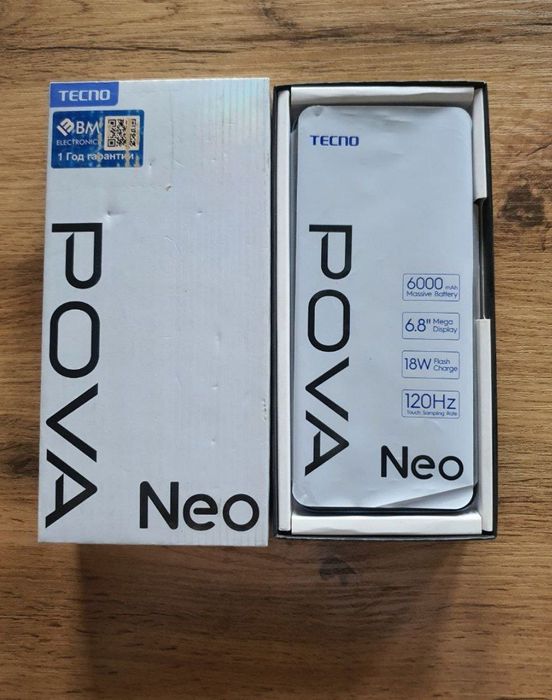 TECNO
BM
ELECTRONICS
1 Год гарантии
POVA
Neo
TECNO
POVA
6000 mAh
Massive Battery
6.8" Mega
Display
18W Flash
Charge
120Hz
Touch Sampling Rate
Neo